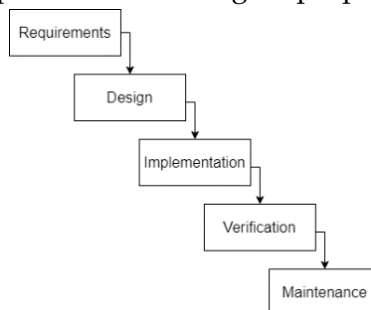 Requirements
Design
Implementation
Verification
Maintenance